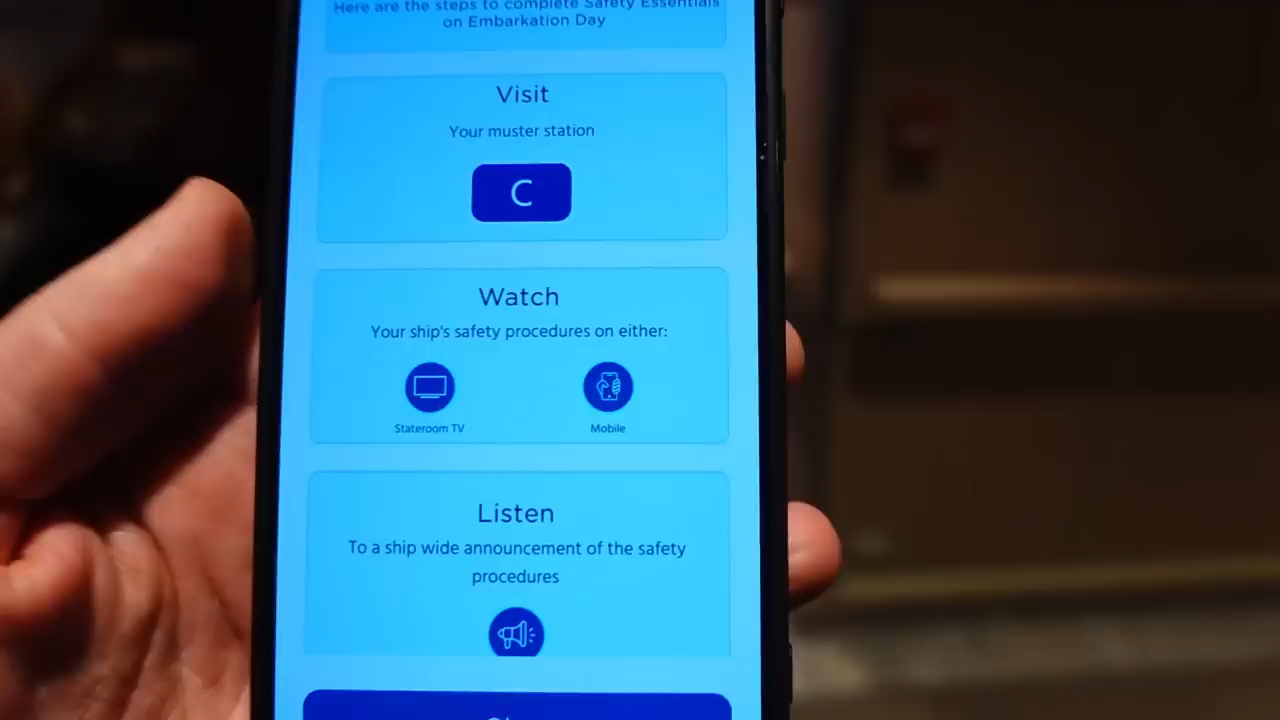 Here are the steps to complete Safety Essentials
on Embarkation Day
Visit
Your muster station
C
Watch
Your ship's safety procedures on either:
Stateroom TV
Mobile
Listen
To a ship wide announcement of the safety
procedures